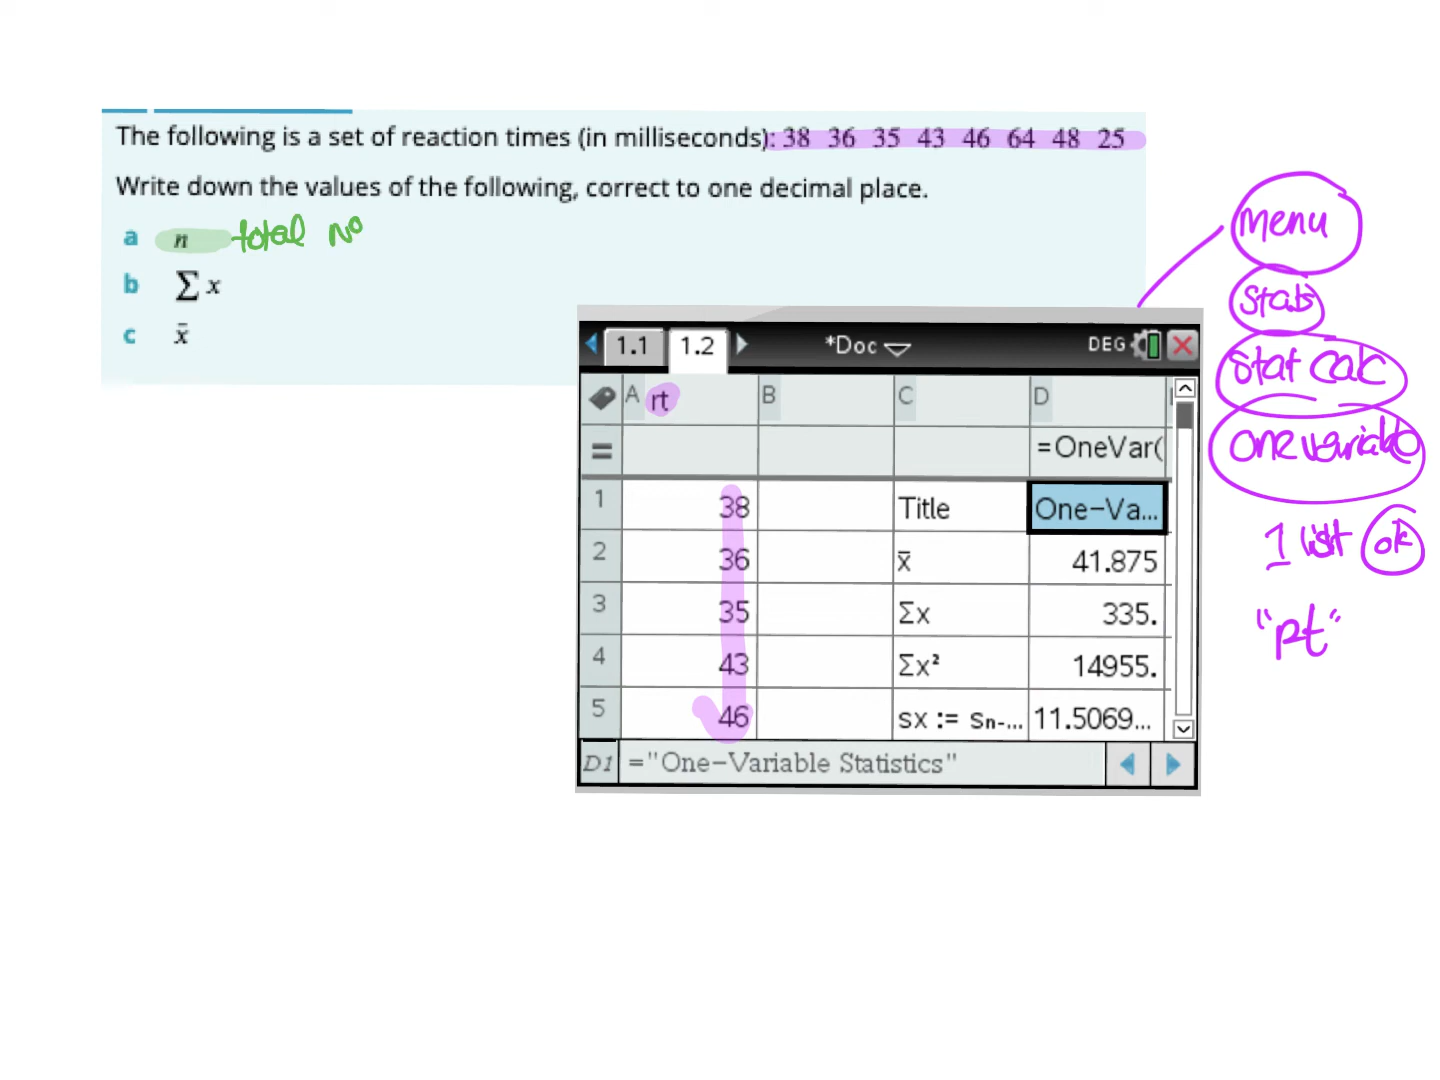 The following is a set of reaction times (in milliseconds): 38 36 35 43 46 64 48 25
Write down the values of the following, correct to one decimal place.
a n total No
b ∑ x
c x̄
Menu
Stats
Stat Calc
one variable
1 list ok
"pt"
1.1 1.2 *Doc DEG
A rt B C D
= =OneVar(
1 38 Title One-Va...
2 36 x̄ 41.875
3 35 Σx 335.
4 43 Σx² 14955.
5 46 sx := sn-... 11.5069...
D1 ="One-Variable Statistics"